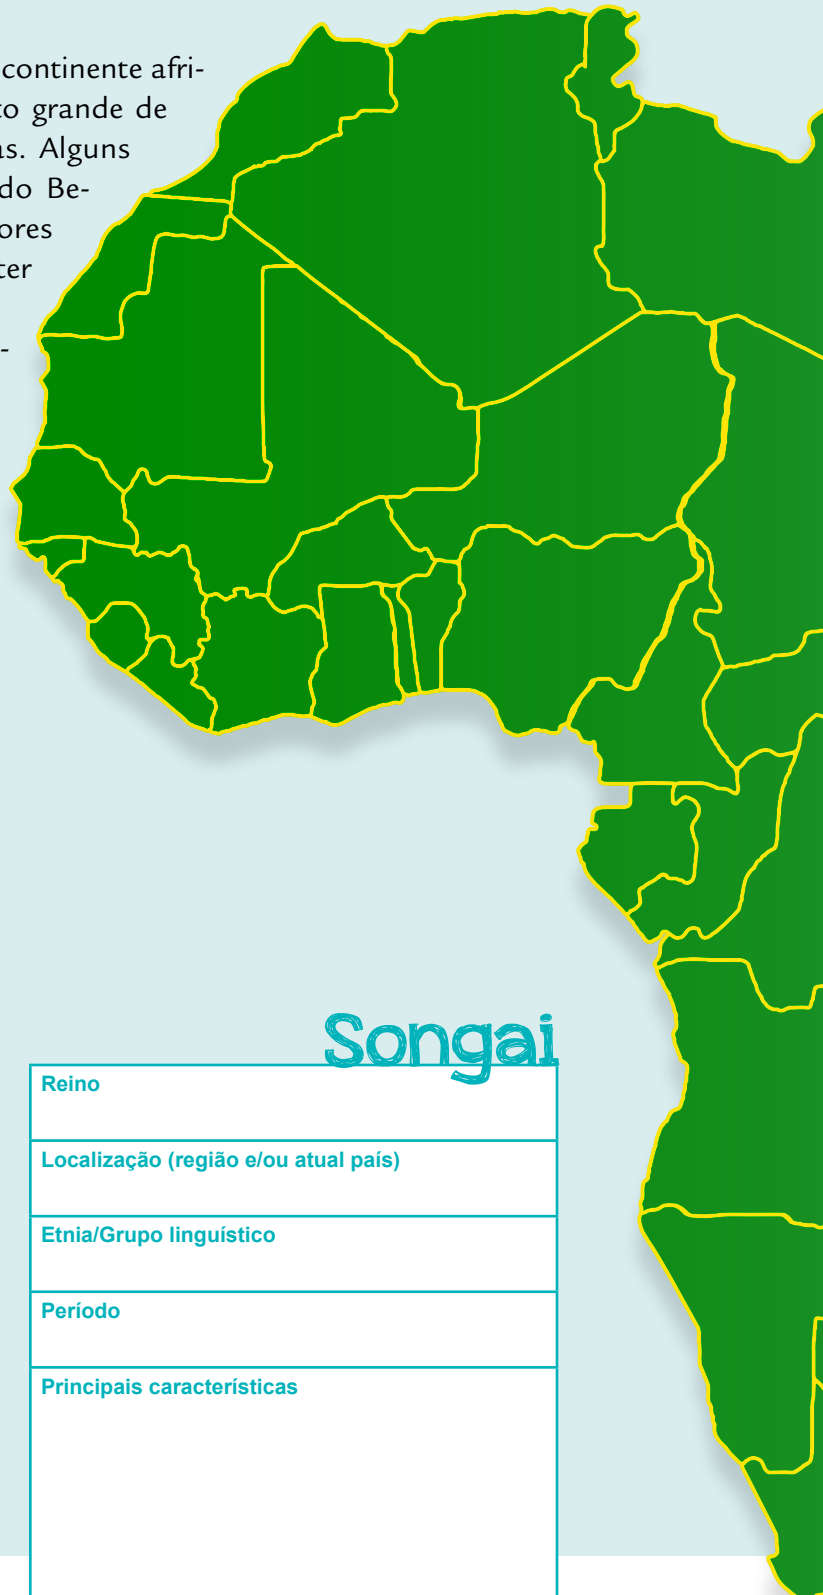 continente afri-
to grande de
as. Alguns
do Be-
ores
ter
-
Songai
Reino
Localização (região e/ou atual país)
Etnia/Grupo linguístico
Período
Principais características